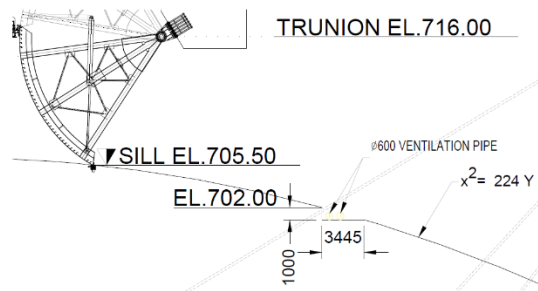 TRUNION EL.716.00
Ø600 VENTILATION PIPE
SILL EL.705.50
x2= 224 Y
EL.702.00
3445
1000